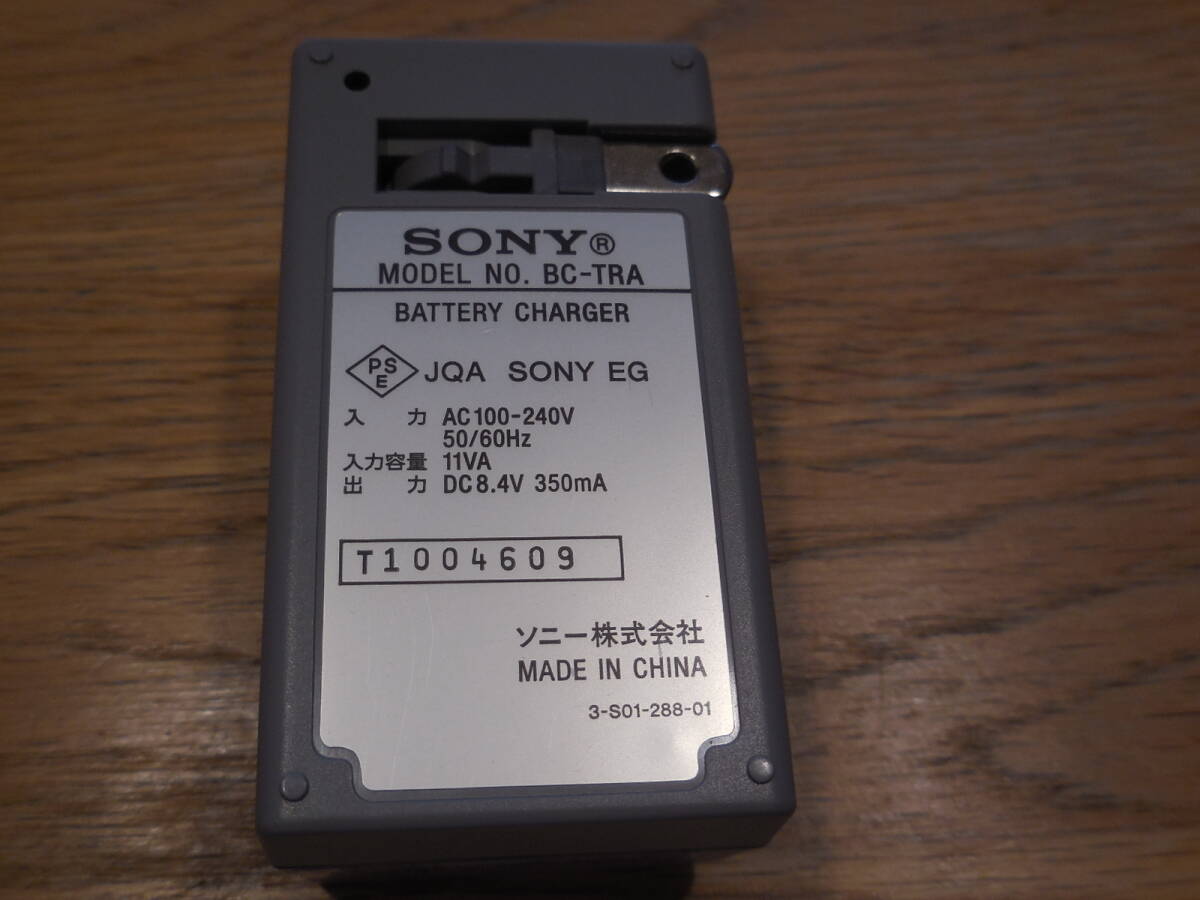 SONY®
MODEL NO. BC-TRA
BATTERY CHARGER
PS
E
JQA SONY EG
入 力 AC100-240V
50/60Hz
入力容量 11VA
出 力 DC8.4V 350mA
T1004609
ソニー株式会社
MADE IN CHINA
3-S01-288-01